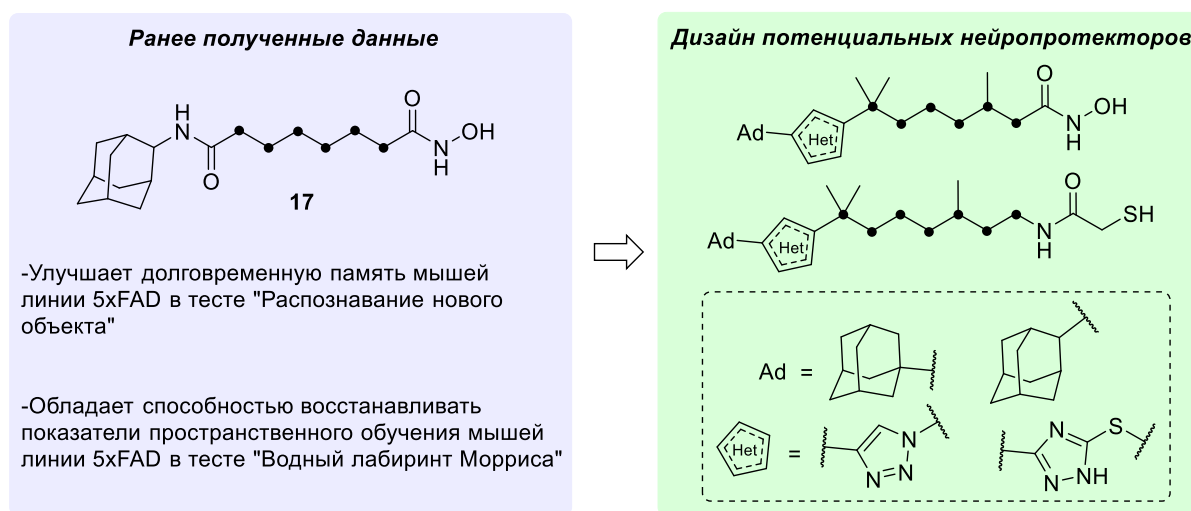 Ранее полученные данные
H
N
O
O
N
H
OH
17
-Улучшает долговременную память мышей
линии 5xFAD в тесте "Распознавание нового
объекта"
-Обладает способностью восстанавливать
показатели пространственного обучения мышей
линии 5xFAD в тесте "Водный лабиринт Морриса"
Дизайн потенциальных нейропротекторов
Ad
Het
O
N
H
OH
Ad
Het
N
H
O
SH
Ad =
Het =
N
N
N
N
N
NH
S